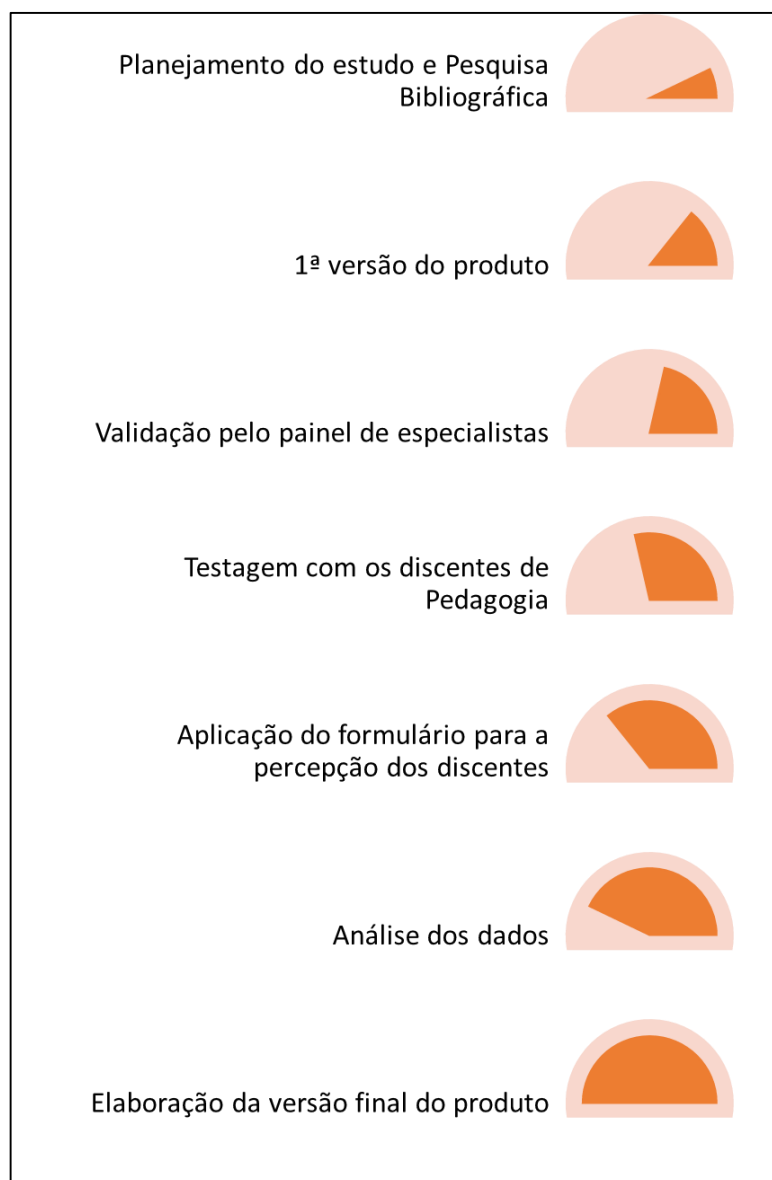 Planejamento do estudo e Pesquisa
Bibliográfica
1ª versão do produto
Validação pelo painel de especialistas
Testagem com os discentes de
Pedagogia
Aplicação do formulário para a
percepção dos discentes
Análise dos dados
Elaboração da versão final do produto